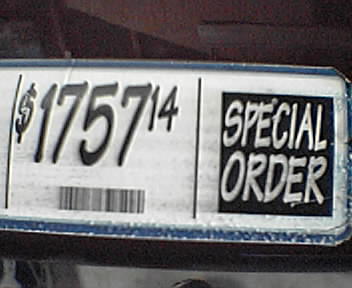 $1757 14
SPECIAL
ORDER